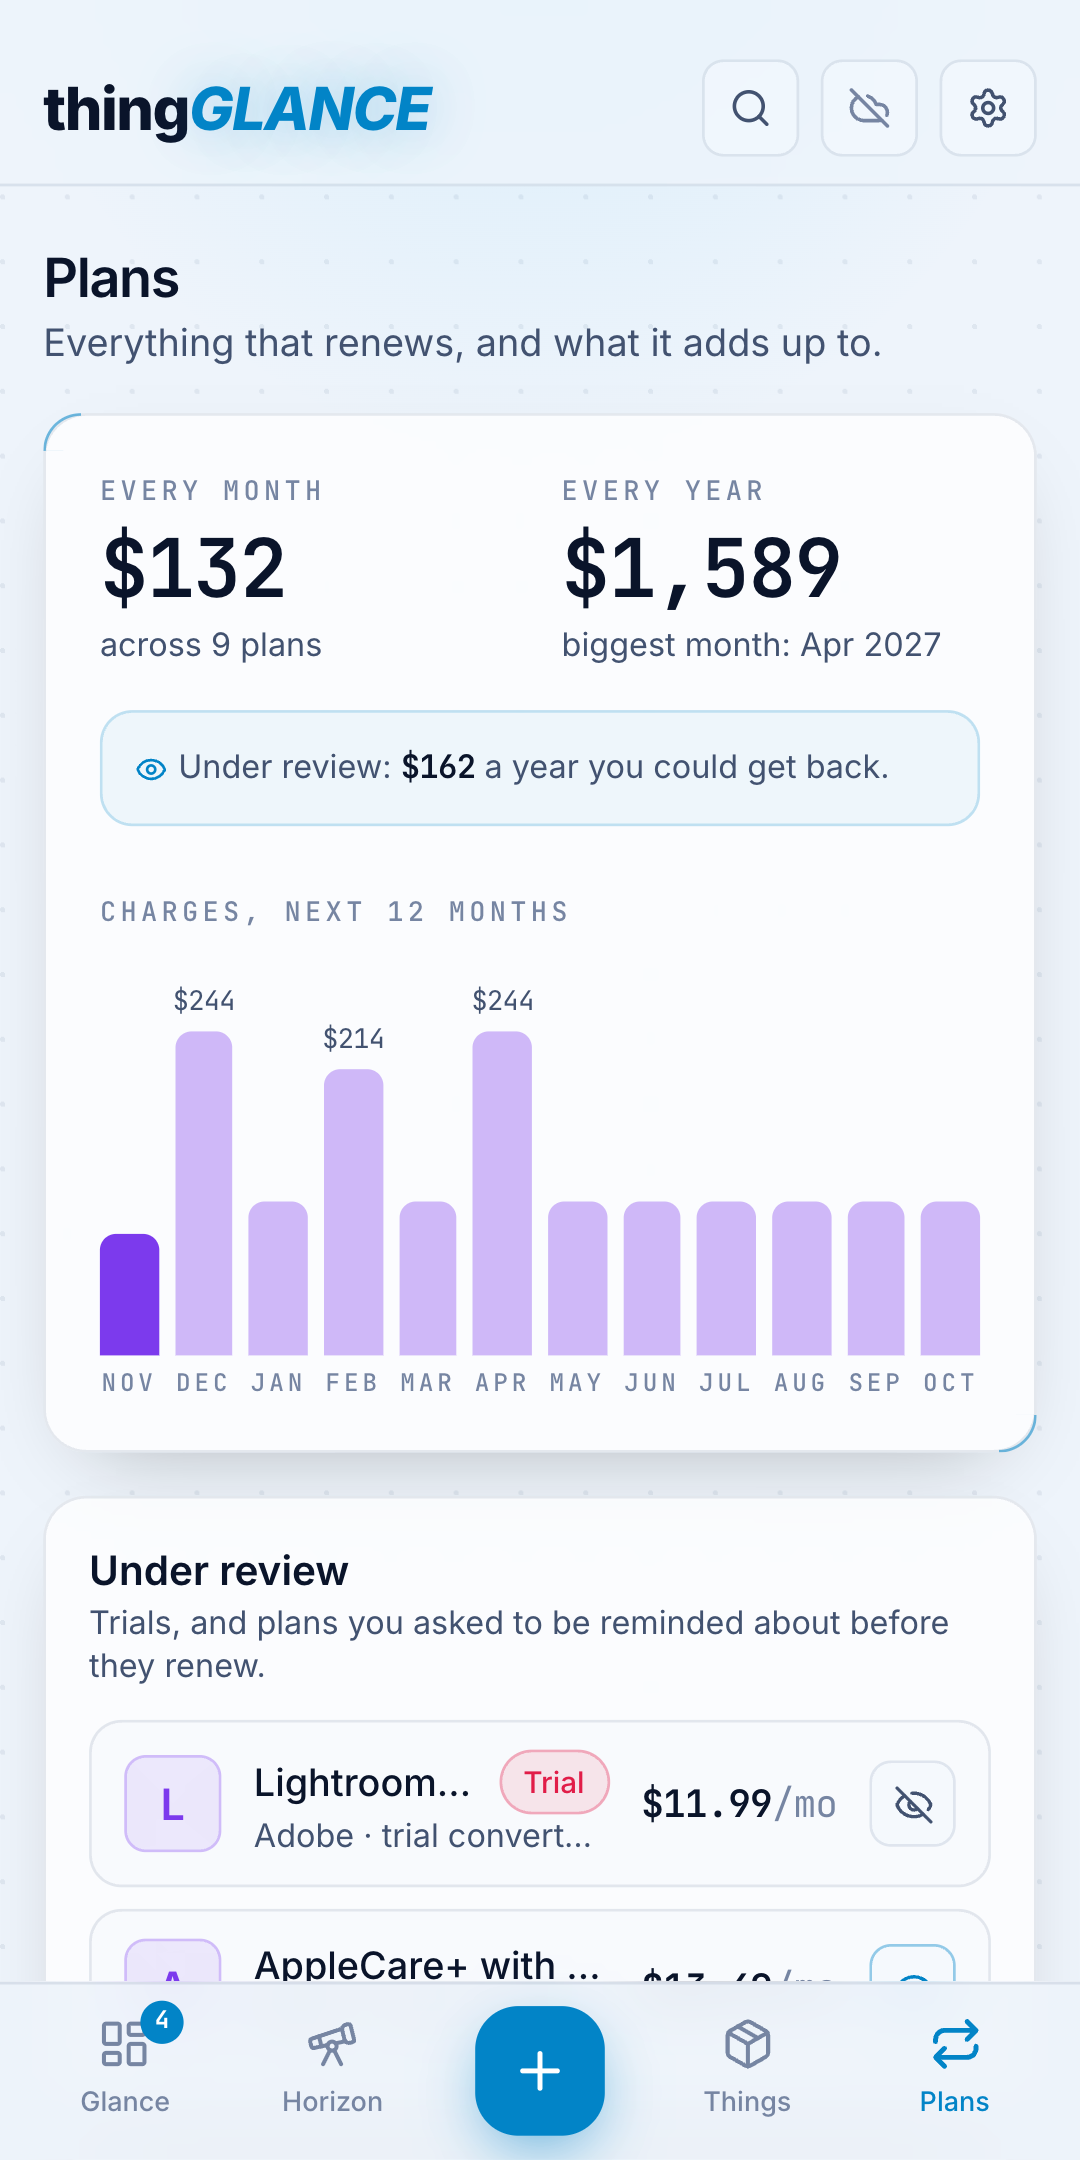 thingGLANCE
Plans
Everything that renews, and what it adds up to.
EVERY MONTH
$132
across 9 plans
EVERY YEAR
$1,589
biggest month: Apr 2027
Under review: $162 a year you could get back.
CHARGES, NEXT 12 MONTHS
$244
$214
$244
NOV DEC JAN FEB MAR APR MAY JUN JUL AUG SEP OCT
Under review
Trials, and plans you asked to be reminded about before
they renew.
L
Lightroom... Trial
Adobe · trial convert...
$11.99/mo
A
AppleCare+ with ...
4
Glance
Horizon
Things
Plans